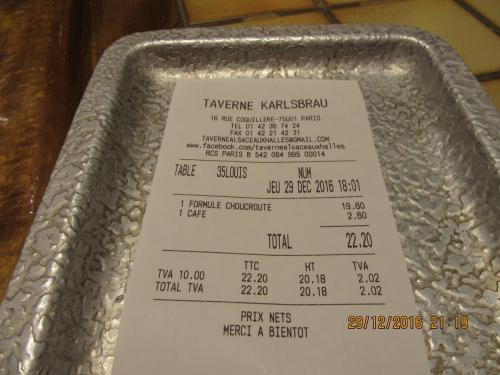 TAVERNE KARLSBRAU
16 RUE COQUILLERE-75001 PARIS
TEL 01 42 36 74 24
FAX 01 42 21 42 31
TAVERNEALSACEAUXHALLES@GMAIL.COM
www.facebook.com/tavernealsaceauxhalles
RCS PARIS B 542 084 985 00014
TABLE 35LOUIS NUM
JEU 29 DEC 2016 18:01
1 FORMULE CHOUCROUTE 19.60
1 CAFE 2.60
TOTAL 22.20
TTC HT TVA
TVA 10.00 22.20 20.18 2.02
TOTAL TVA 22.20 20.18 2.02
PRIX NETS
MERCI A BIENTOT
29/12/2016 21:19